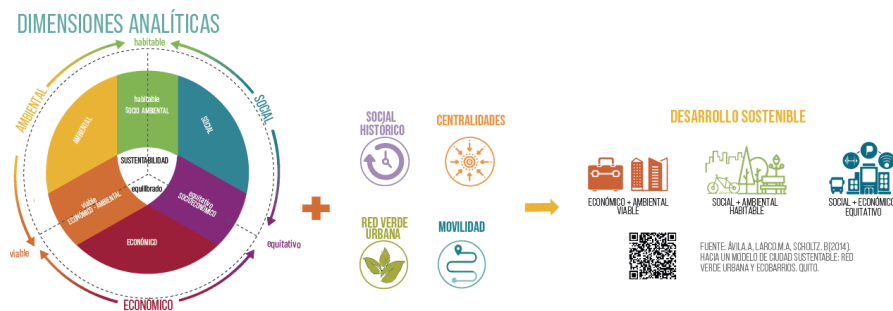 DIMENSIONES ANALÍTICAS
habitable
AMBIENTAL
SOCIAL
habitable
SOCIO AMBIENTAL
AMBIENTAL
SOCIAL
SUSTENTABILIDAD
equilibrado
viable
ECONÓMICO - AMBIENTAL
equitativo
SOCIOECONÓMICO
ECONÓMICO
viable
equitativo
ECONÓMICO
SOCIAL
HISTÓRICO
CENTRALIDADES
RED VERDE
URBANA
MOVILIDAD
DESARROLLO SOSTENIBLE
ECONÓMICO + AMBIENTAL
VIABLE
SOCIAL + AMBIENTAL
HABITABLE
SOCIAL + ECONÓMICO
EQUITATIVO
FUENTE: ÁVILA.A, LARCO.M.A, SCHOLTZ. B(2014).
HACIA UN MODELO DE CIUDAD SUSTENTABLE: RED
VERDE URBANA Y ECOBARRIOS. QUITO.